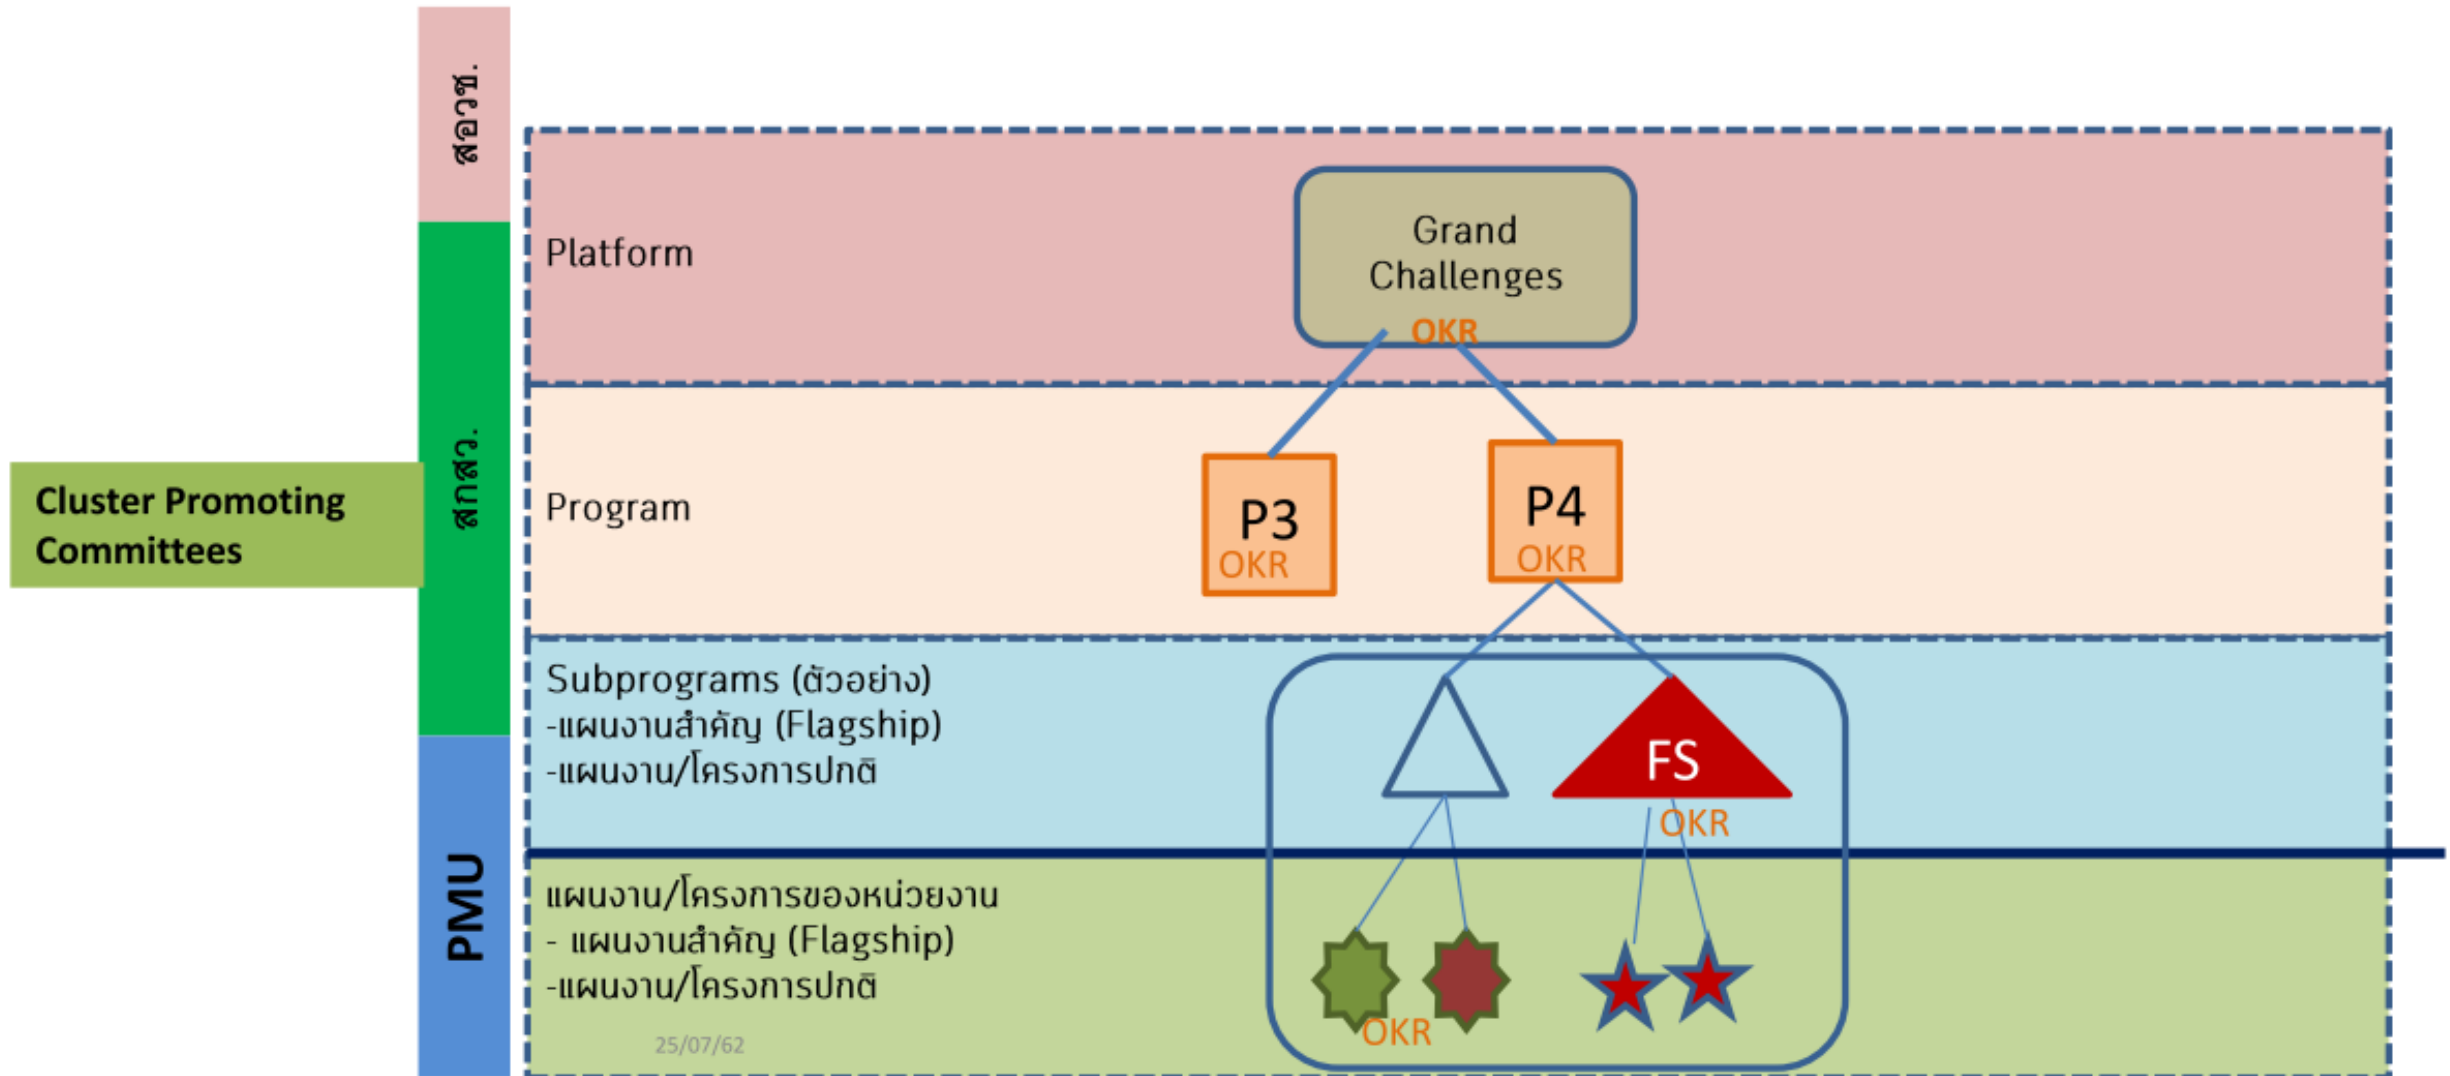 สอวช.
สกสว.
PMU
Cluster Promoting
Committees
Platform
Grand
Challenges
OKR
Program
P3
OKR
P4
OKR
Subprograms (ตัวอย่าง)
-แผนงานสำคัญ (Flagship)
-แผนงาน/โครงการปกติ
FS
OKR
แผนงาน/โครงการของหน่วยงาน
- แผนงานสำคัญ (Flagship)
-แผนงาน/โครงการปกติ
OKR
25/07/62